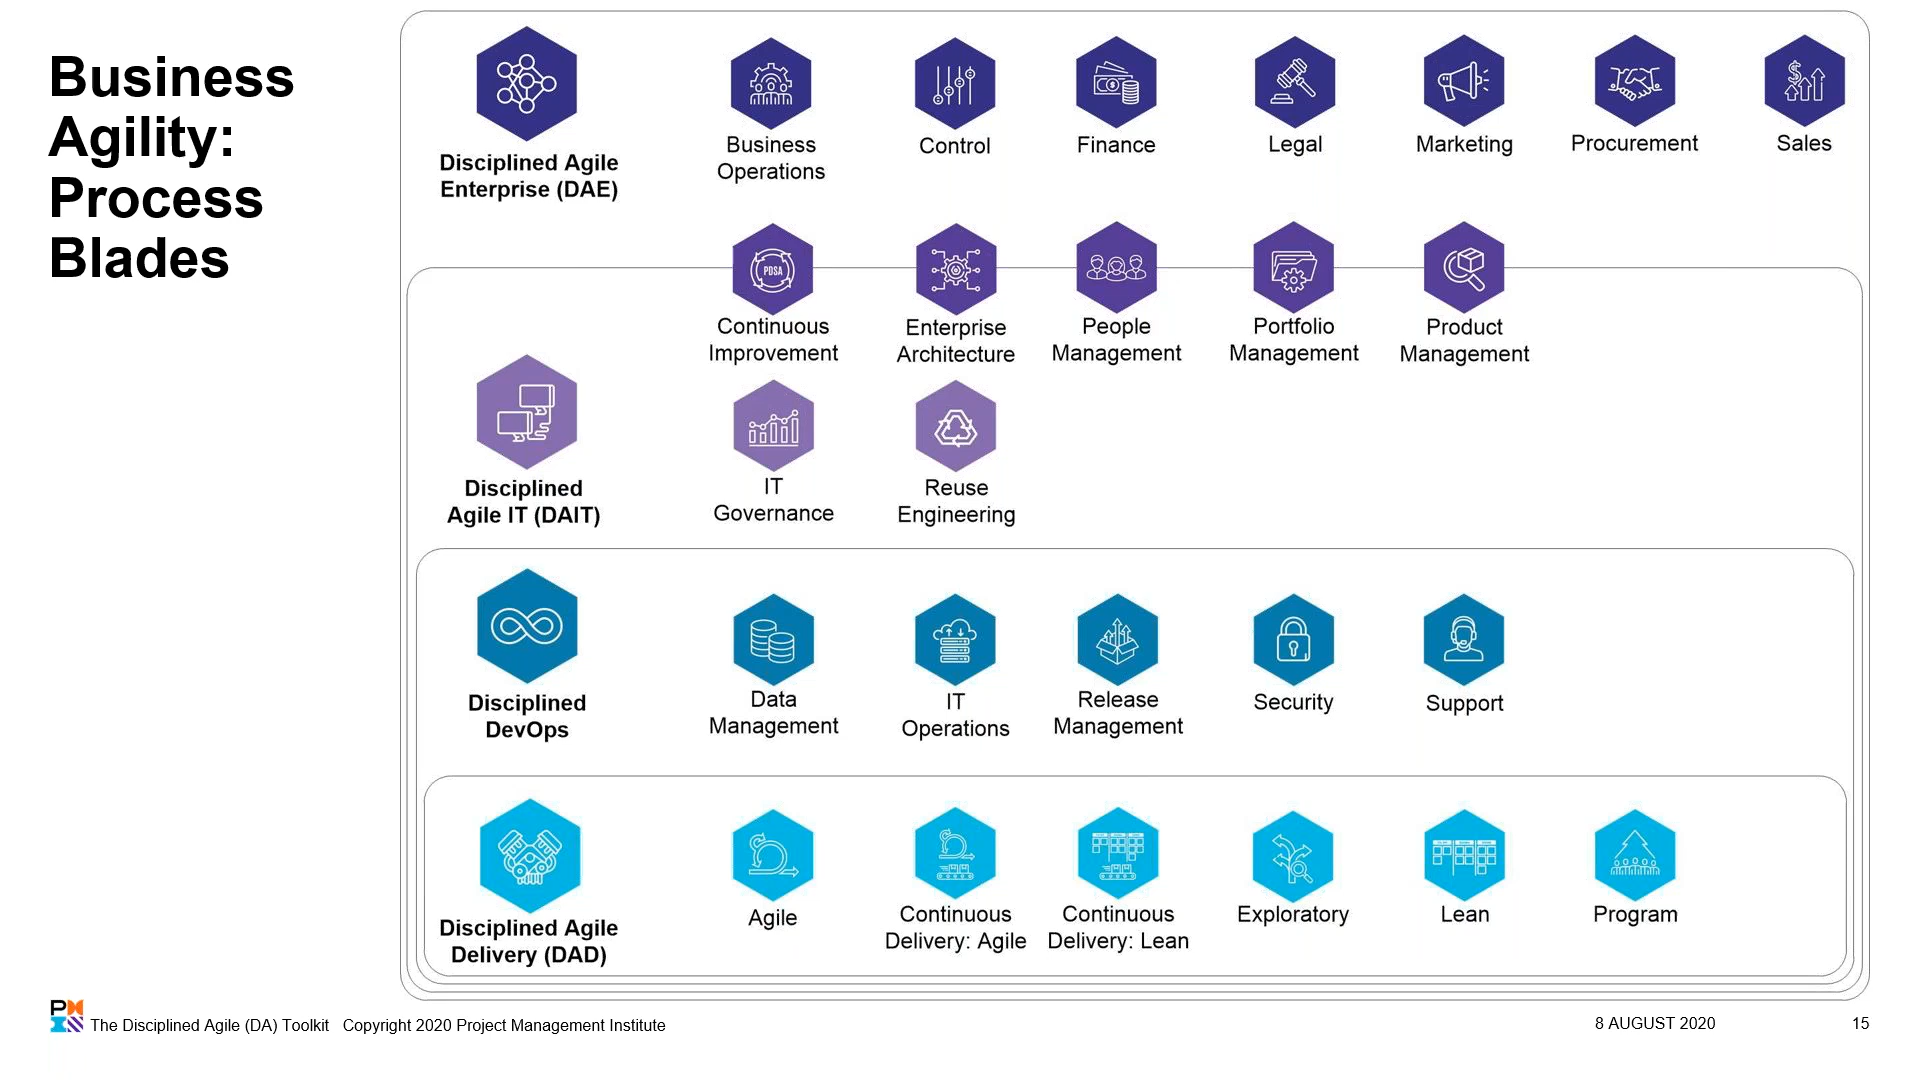 Business
Agility:
Process
Blades
Disciplined Agile
Enterprise (DAE)
Business
Operations
Control
Finance
Legal
Marketing
Procurement
Sales
PDSA
Continuous
Improvement
Enterprise
Architecture
People
Management
Portfolio
Management
Product
Management
Disciplined
Agile IT (DAIT)
IT
Governance
Reuse
Engineering
Disciplined
DevOps
Data
Management
IT
Operations
Release
Management
Security
Support
Disciplined Agile
Delivery (DAD)
Agile
Continuous
Delivery: Agile
Continuous
Delivery: Lean
Exploratory
Lean
Program
The Disciplined Agile (DA) Toolkit Copyright 2020 Project Management Institute
8 AUGUST 2020
15